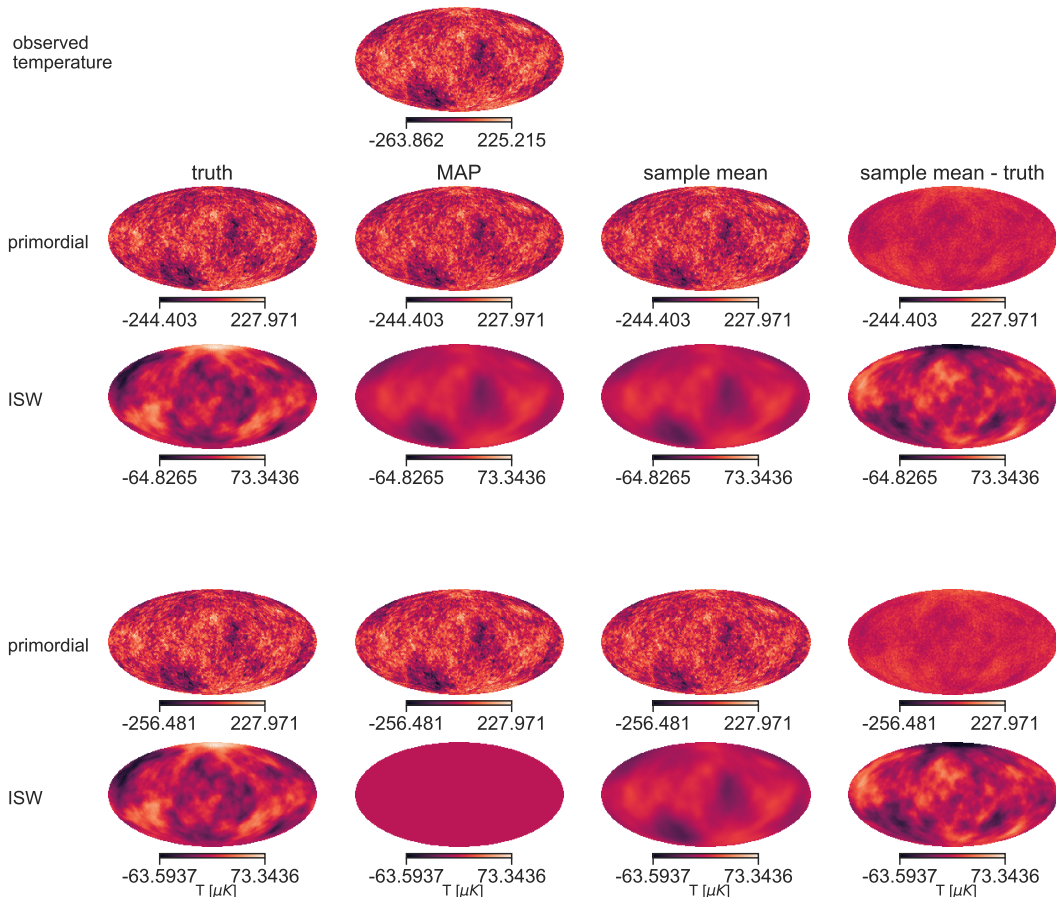 observed
temperature
-263.862 225.215
truth MAP sample mean sample mean - truth
primordial
-244.403 227.971 -244.403 227.971 -244.403 227.971 -244.403 227.971
ISW
-64.8265 73.3436 -64.8265 73.3436 -64.8265 73.3436 -64.8265 73.3436
primordial
-256.481 227.971 -256.481 227.971 -256.481 227.971 -256.481 227.971
ISW
-63.5937 73.3436 -63.5937 73.3436 -63.5937 73.3436 -63.5937 73.3436
T [μK] T [μK] T [μK] T [μK]